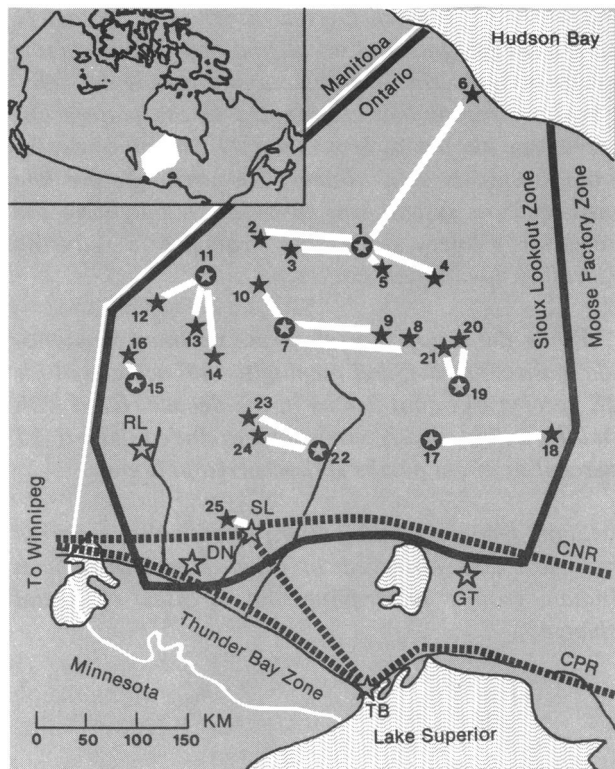 Hudson Bay
Manitoba
Ontario
6
Sioux Lookout Zone
Moose Factory Zone
2
1
3
5
4
11
10
12
13
14
7
9
8
20
21
19
16
15
RL
23
24
22
17
18
25
SL
DN
To Winnipeg
CNR
GT
Thunder Bay Zone
Minnesota
CPR
TB
KM
0 50 100 150
Lake Superior